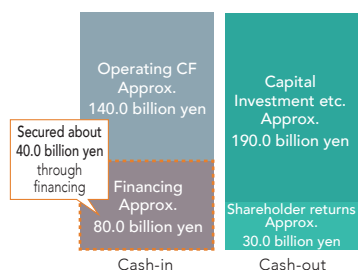 Operating CF
Approx.
140.0 billion yen
Capital
Investment etc.
Approx.
190.0 billion yen
Secured about
40.0 billion yen
through
financing
Financing
Approx.
80.0 billion yen
Shareholder returns
Approx.
30.0 billion yen
Cash-in
Cash-out